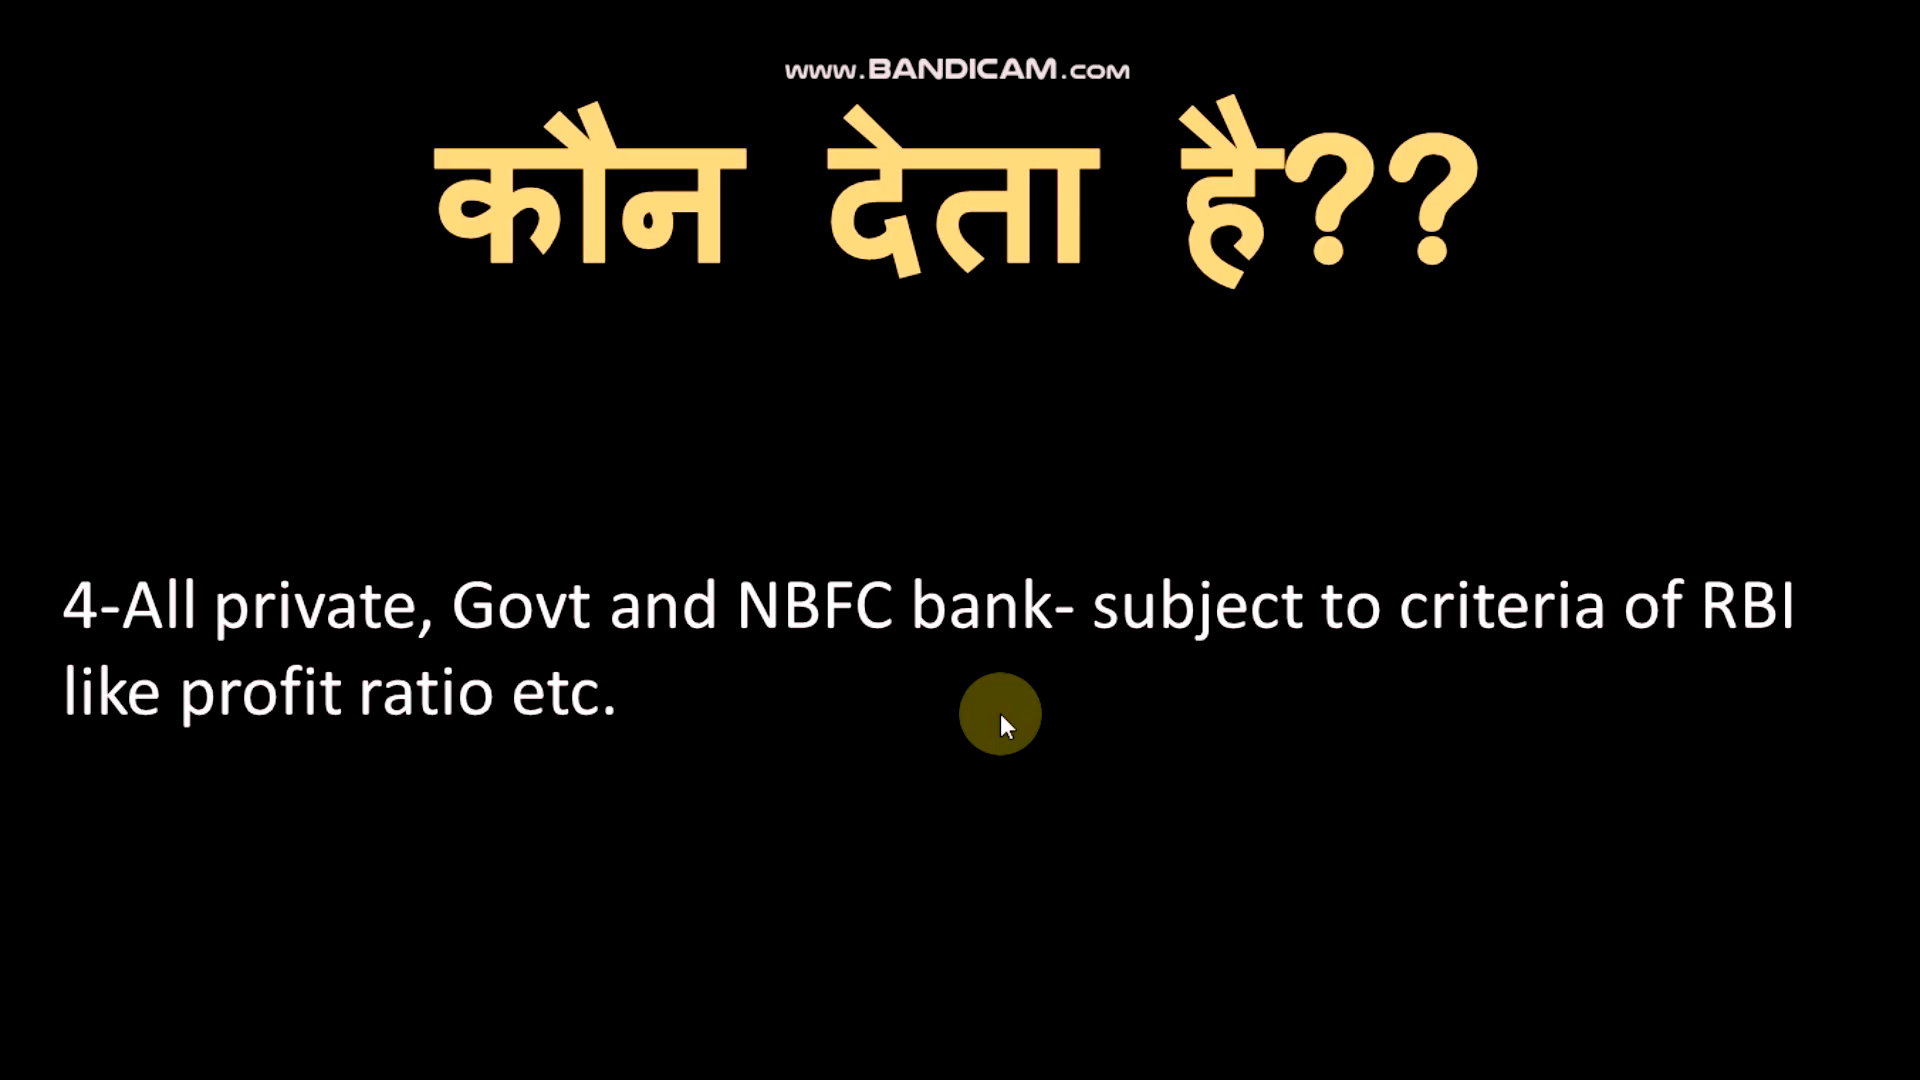 www.BANDICAM.com
कौन देता है??
4-All private, Govt and NBFC bank- subject to criteria of RBI
like profit ratio etc.